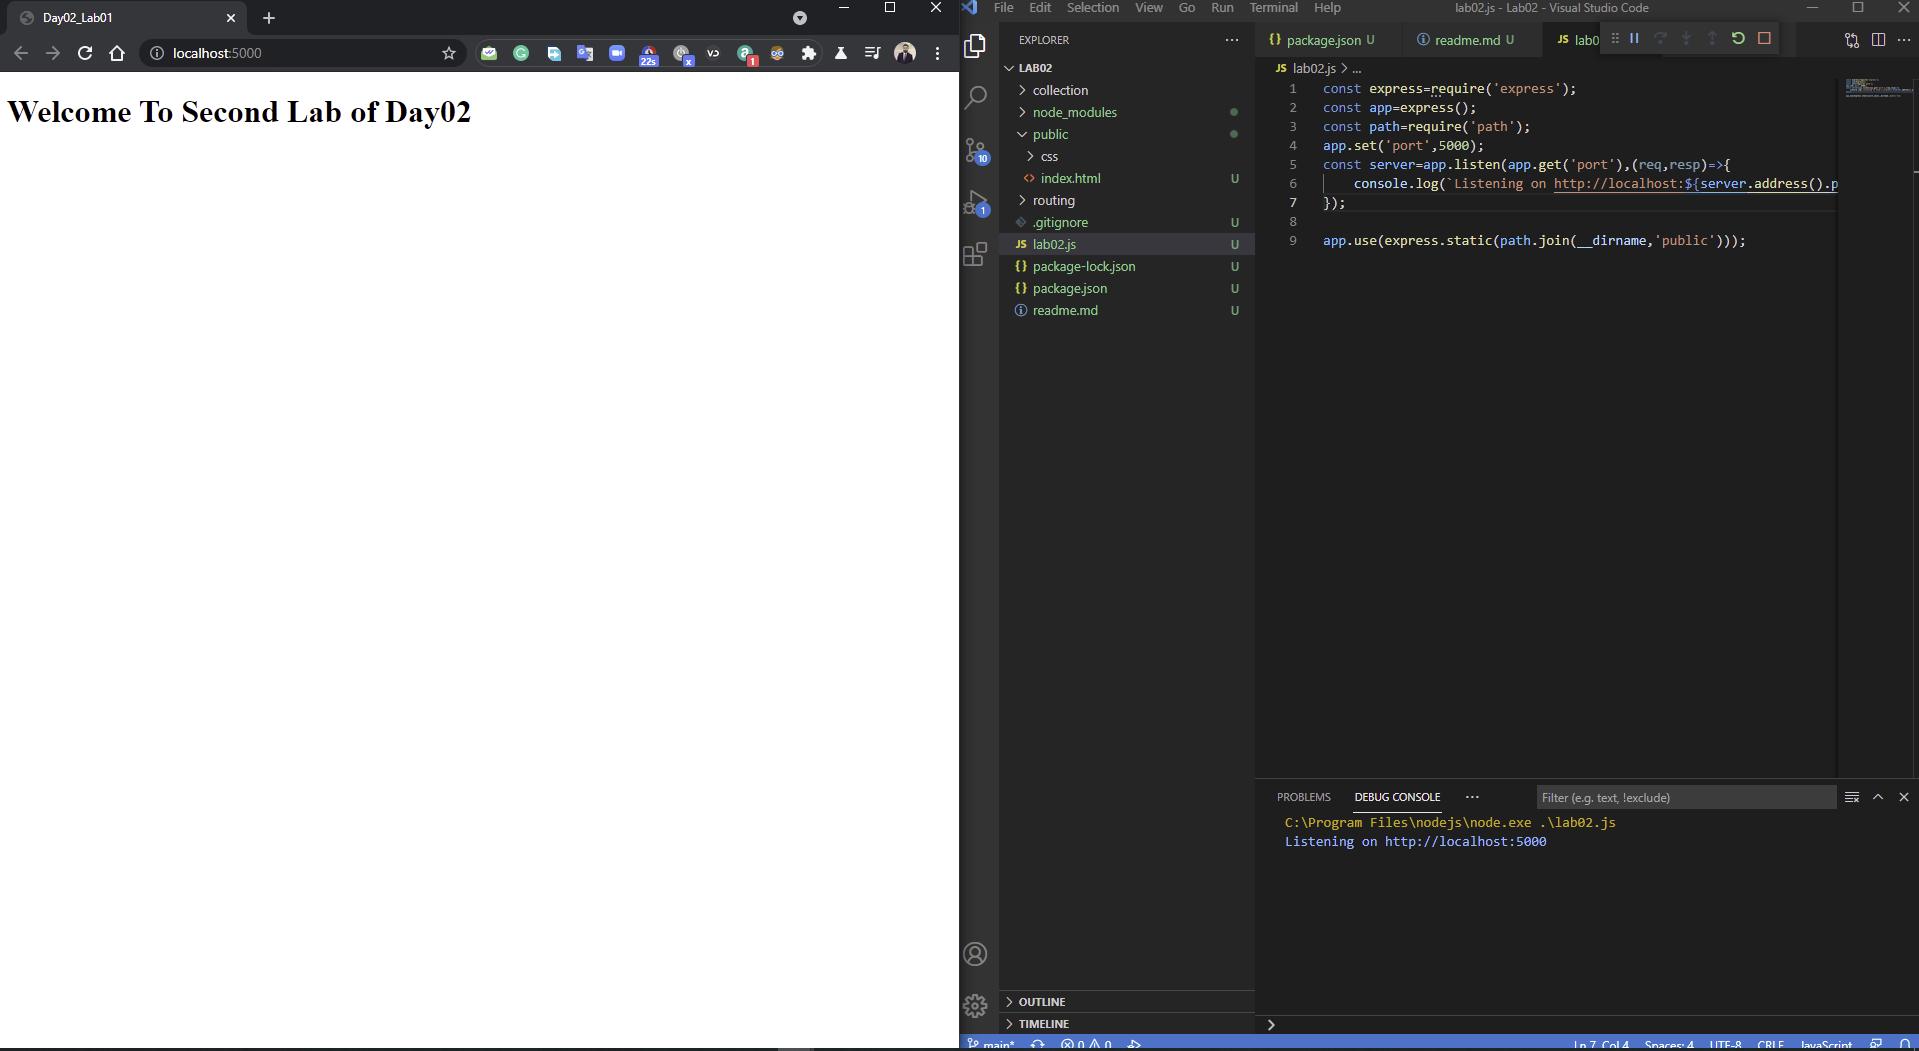 Day02_Lab01
localhost:5000
22s
x
1
Welcome To Second Lab of Day02
File Edit Selection View Go Run Terminal Help
lab02.js - Lab02 - Visual Studio Code
10
1
EXPLORER
LAB02
collection
node_modules
public
css
index.html U
routing
.gitignore U
JS lab02.js U
{} package-lock.json U
{} package.json U
readme.md U
OUTLINE
TIMELINE
{} package.json U
readme.md U
JS lab0
JS lab02.js > ...
1 const express=require('express');
2 const app=express();
3 const path=require('path');
4 app.set('port',5000);
5 const server=app.listen(app.get('port'),(req,resp)=>{
6 console.log(`Listening on http://localhost:${server.address().p
7 });
8
9 app.use(express.static(path.join(__dirname,'public')));
PROBLEMS DEBUG CONSOLE ...
Filter (e.g. text, !exclude)
C:\Program Files\nodejs\node.exe .\lab02.js
Listening on http://localhost:5000
main* 0 0
Ln 7, Col 4 Spaces: 4 UTF-8 CRLF JavaScript